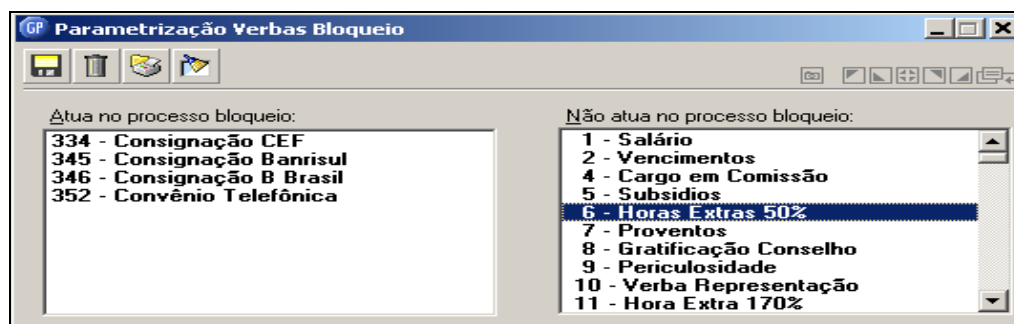 GP Parametrização Verbas Bloqueio
Atua no processo bloqueio:
334 - Consignação CEF
345 - Consignação Banrisul
346 - Consignação B Brasil
352 - Convênio Telefônica
Não atua no processo bloqueio:
1 - Salário
2 - Vencimentos
4 - Cargo em Comissão
5 - Subsidios
6 - Horas Extras 50%
7 - Proventos
8 - Gratificação Conselho
9 - Periculosidade
10 - Verba Representação
11 - Hora Extra 170%